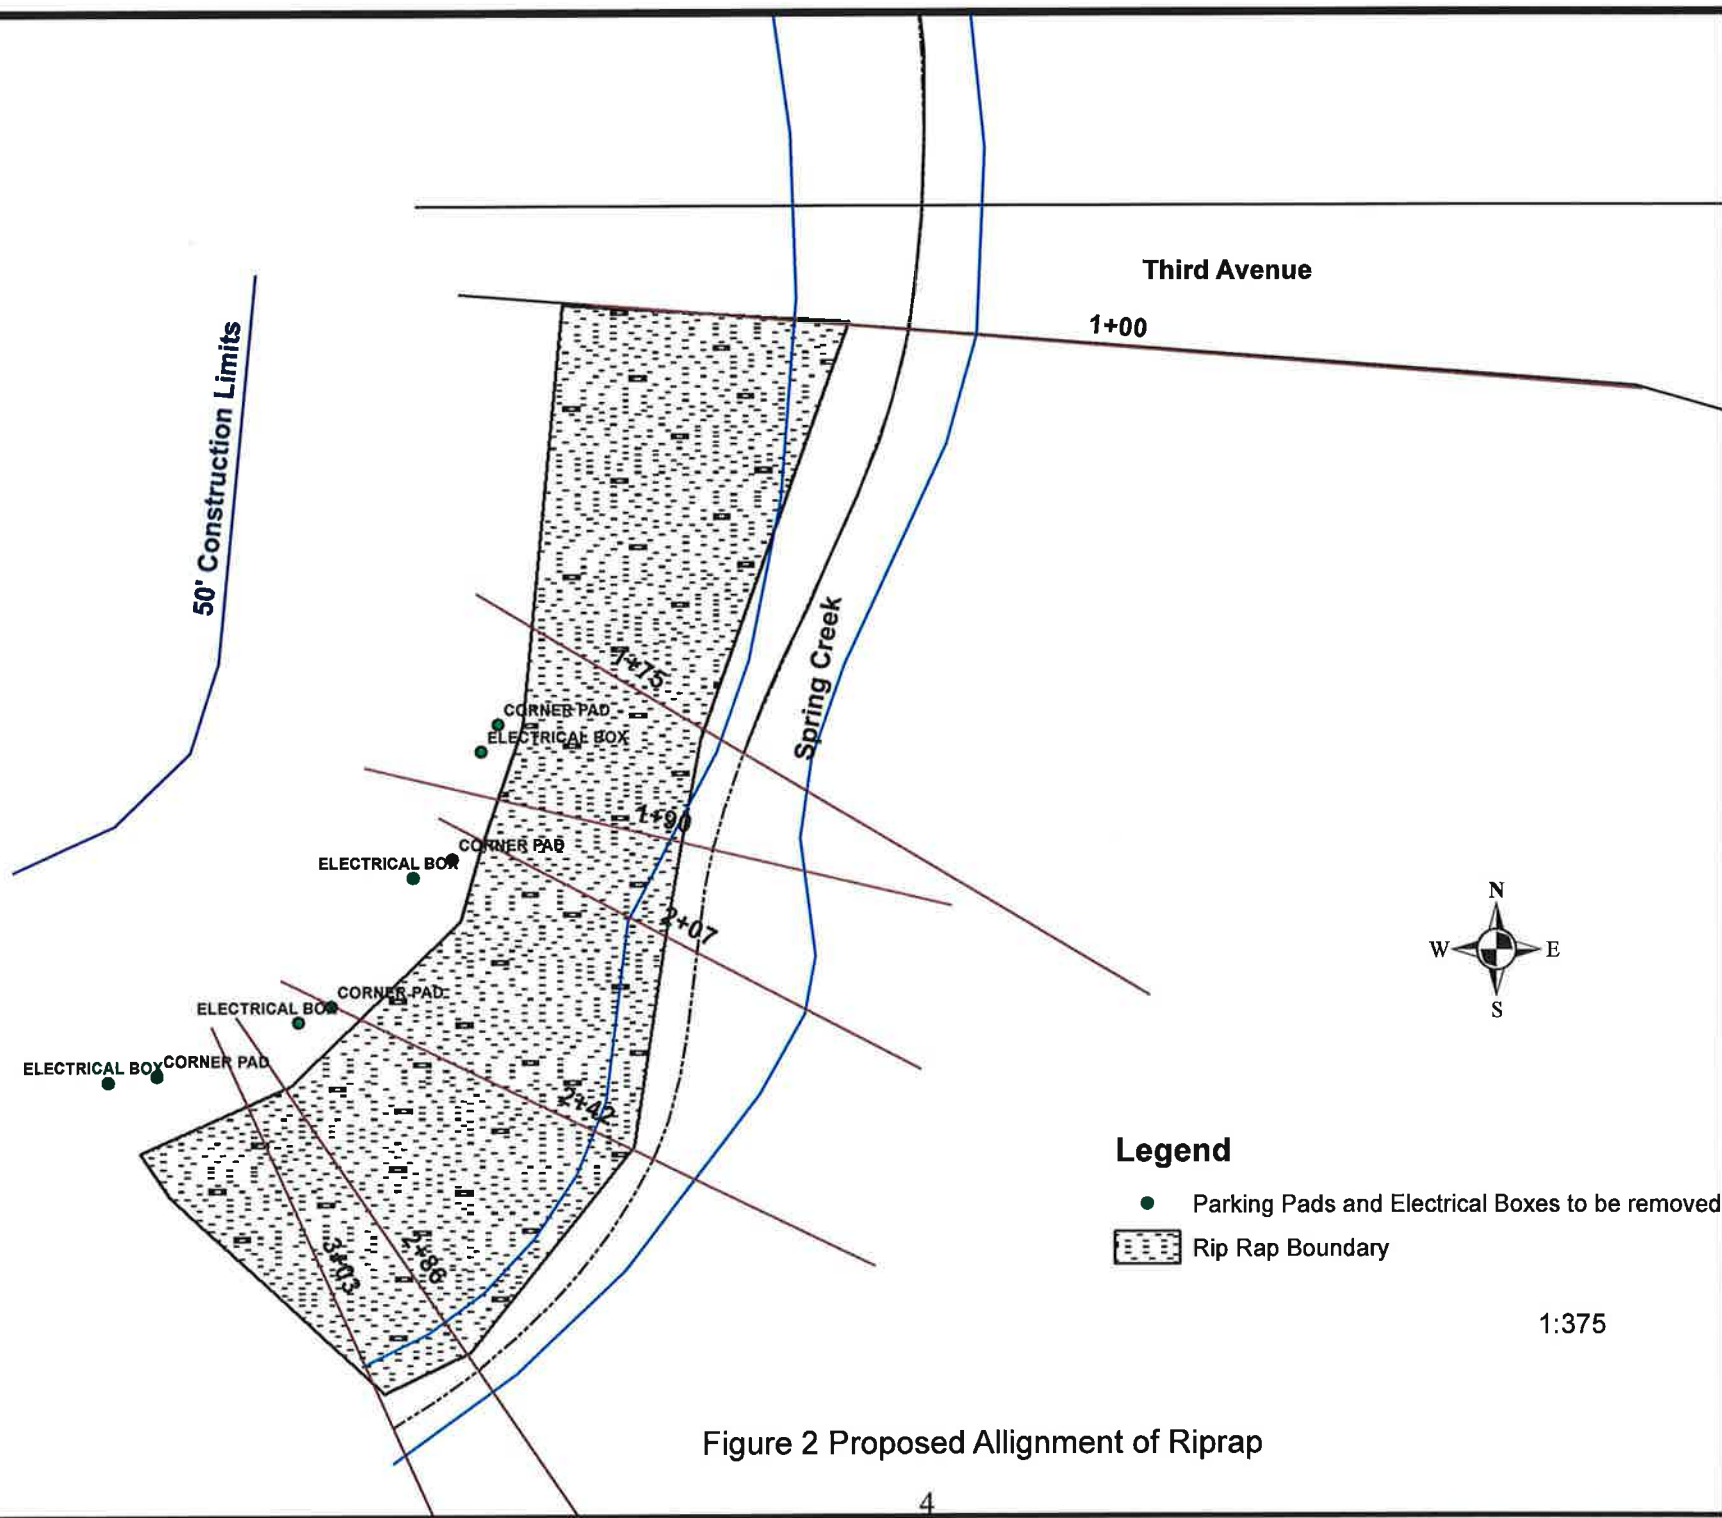 Third Avenue
1+00
50' Construction Limits
Spring Creek
1+75
CORNER PAD
ELECTRICAL BOX
1+90
CORNER PAD
ELECTRICAL BOX
2+07
CORNER PAD
ELECTRICAL BOX
CORNER PAD
ELECTRICAL BOX
2+42
2+86
3+03
N
W
E
S
Legend
Parking Pads and Electrical Boxes to be removed
Rip Rap Boundary
1:375
Figure 2 Proposed Allignment of Riprap
4